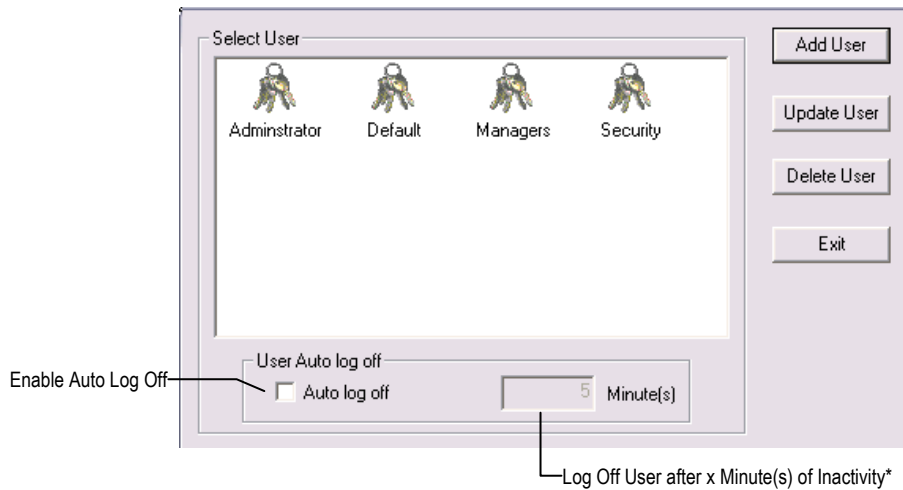 Select User
Adminstrator Default Managers Security
Add User
Update User
Delete User
Exit
User Auto log off
Enable Auto Log Off
Auto log off 5 Minute(s)
Log Off User after x Minute(s) of Inactivity*